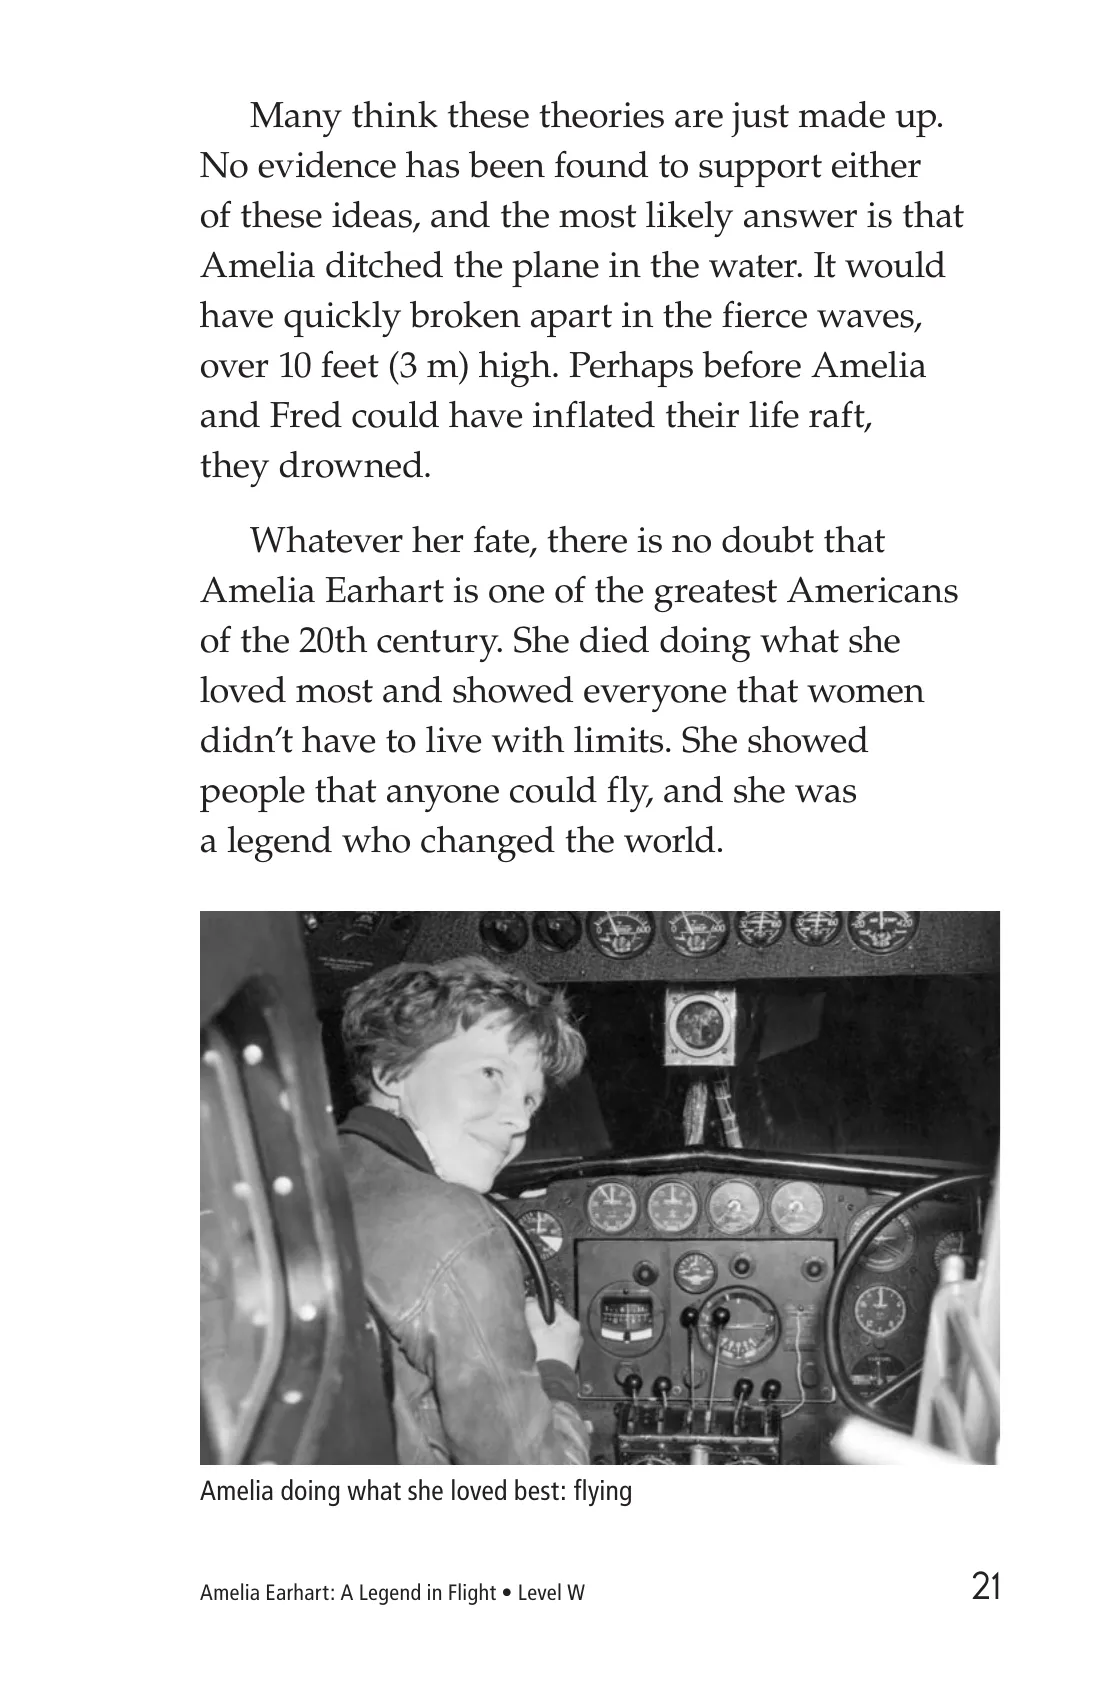 Many think these theories are just made up.
No evidence has been found to support either
of these ideas, and the most likely answer is that
Amelia ditched the plane in the water. It would
have quickly broken apart in the fierce waves,
over 10 feet (3 m) high. Perhaps before Amelia
and Fred could have inflated their life raft,
they drowned.
Whatever her fate, there is no doubt that
Amelia Earhart is one of the greatest Americans
of the 20th century. She died doing what she
loved most and showed everyone that women
didn’t have to live with limits. She showed
people that anyone could fly, and she was
a legend who changed the world.
Amelia doing what she loved best: flying
Amelia Earhart: A Legend in Flight • Level W
21